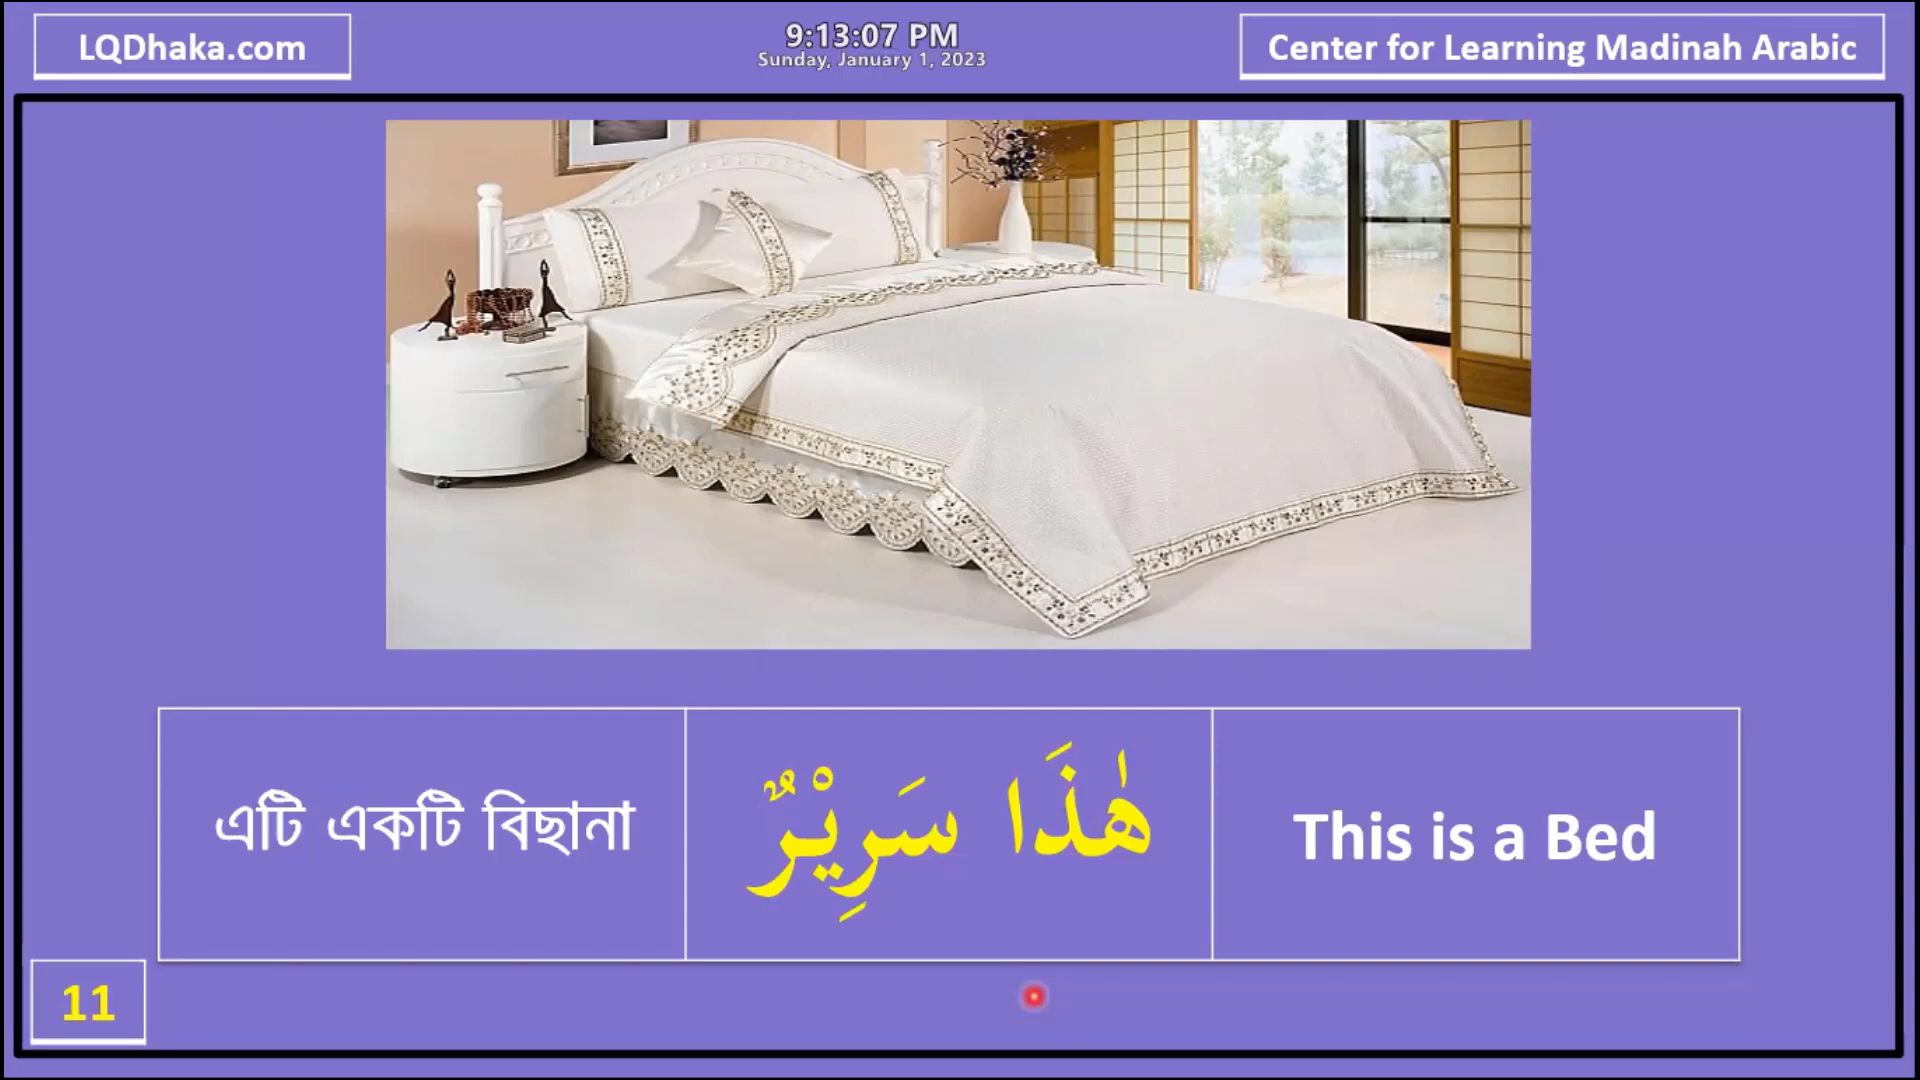 LQDhaka.com
9:13:07 PM
Sunday, January 1, 2023
Center for Learning Madinah Arabic
এটি একটি বিছানা
هٰذَا سَرِيْرٌ
This is a Bed
11